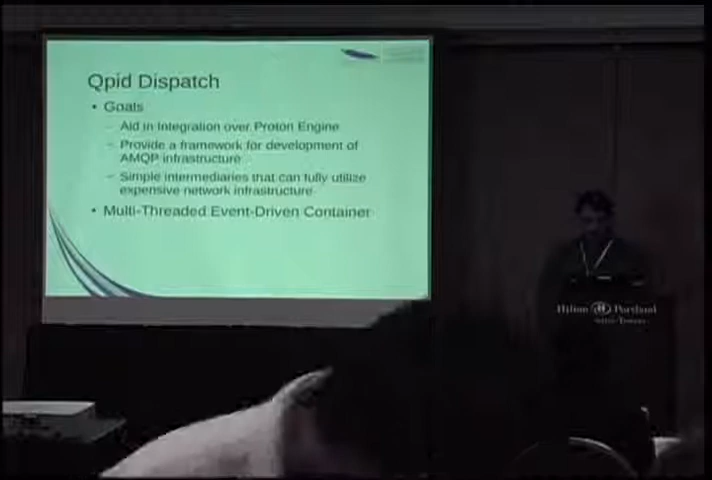 Qpid Dispatch
• Goals
– Aid in Integration over Proton Engine
– Provide a framework for development of
AMQP infrastructure
– Simple intermediaries that can fully utilize
expensive network infrastructure
• Multi-Threaded Event-Driven Container
Hilton Portland